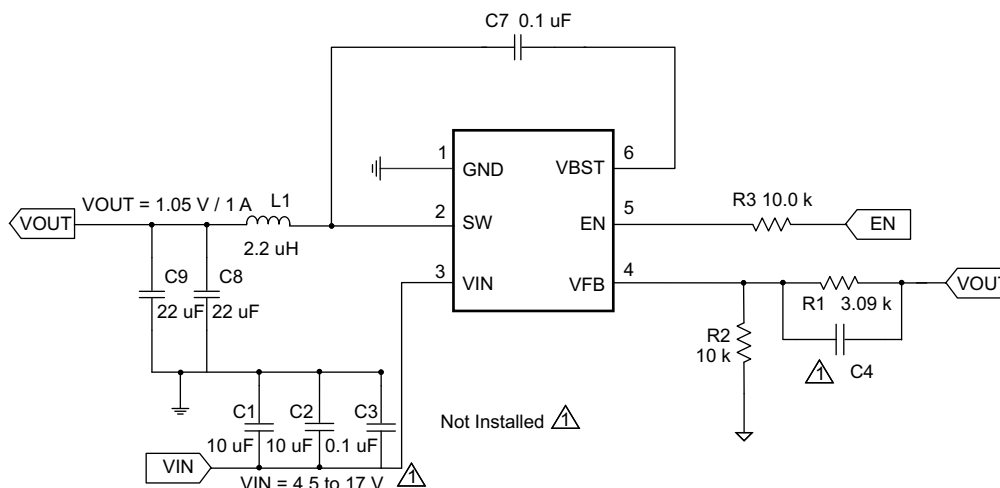 C7 0.1 uF
1
GND
VBST
6
VOUT = 1.05 V / 1 A
L1
VOUT
2
SW
EN
5
R3 10.0 k
EN
2.2 uH
3
VIN
VFB
4
VOUT
C9
22 uF
C8
22 uF
R1 3.09 k
R2
10 k
1
C4
C1
10 uF
C2
10 uF
C3
0.1 uF
Not Installed 1
VIN
VIN = 4.5 to 17 V
1